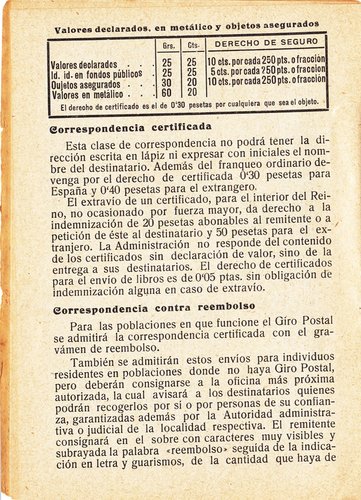 Valores declarados, en metálico y objetos asegurados
Grs. Cts. DERECHO DE SEGURO
Valores declarados . . . 25 25 10 cts. por cada 250 pts. o fraccion
Id. id·en fondos públicos . 25 25 5 cts. por cada 250 pts. o fraccion
Oujetos asegurados . . 30 20 10 cts. por cada 250 pts. o fraccion
Valores en metálico . . 60 20
El derecho de certificado es el de 0'30 pesetas por cualquiera que sea el objeto.
Correspondencia certificada
Esta clase de correspondencia no podrá tener la di-
rección escrita en lápiz ni expresar con iniciales el nom-
bre del destinatario. Además del franqueo ordinario de-
venga por el derecho de certificado 0'30 pesetas para
España y 0'40 pesetas para el extrangero.
El extravío de un certificado, para el interior del Rei-
no, no ocasionado por fuerza mayor, da derecho a la
indemnización de 20 pesetas abonables al remitente o a
petición de éste al destinatario y 50 pesetas para el ex-
tranjero. La Administración no responde del contenido
de los certificados sin declaración de valor, sino de la
entrega a sus destinatarios. El derecho de certificados
para el envío de libros es de 0'05 ptas. sin obligación de
indemnización alguna en caso de extravío.
Correspondencia contra reembolso
Para las poblaciones en que funcione el Giro Postal
se admitirá la correspondencia certificada con el gra-
vámen de reembolso.
También se admitirán estos envíos para individuos
residentes en poblaciones donde no haya Giro Postal,
pero deberán consignarse a la oficina más próxima
autorizada, la cual avisará a los destinatarios quienes
podrán recogerlos por si o por personas de su confian-
za, garantizadas además por la Autoridad administra-
tiva o judicial de la localidad respectiva. El remitente
consignará en el sobre con caracteres muy visibles y
subrayada la palabra «reembolso» seguida de la indica-
ción en letra y guarismos, de la cantidad que haya de